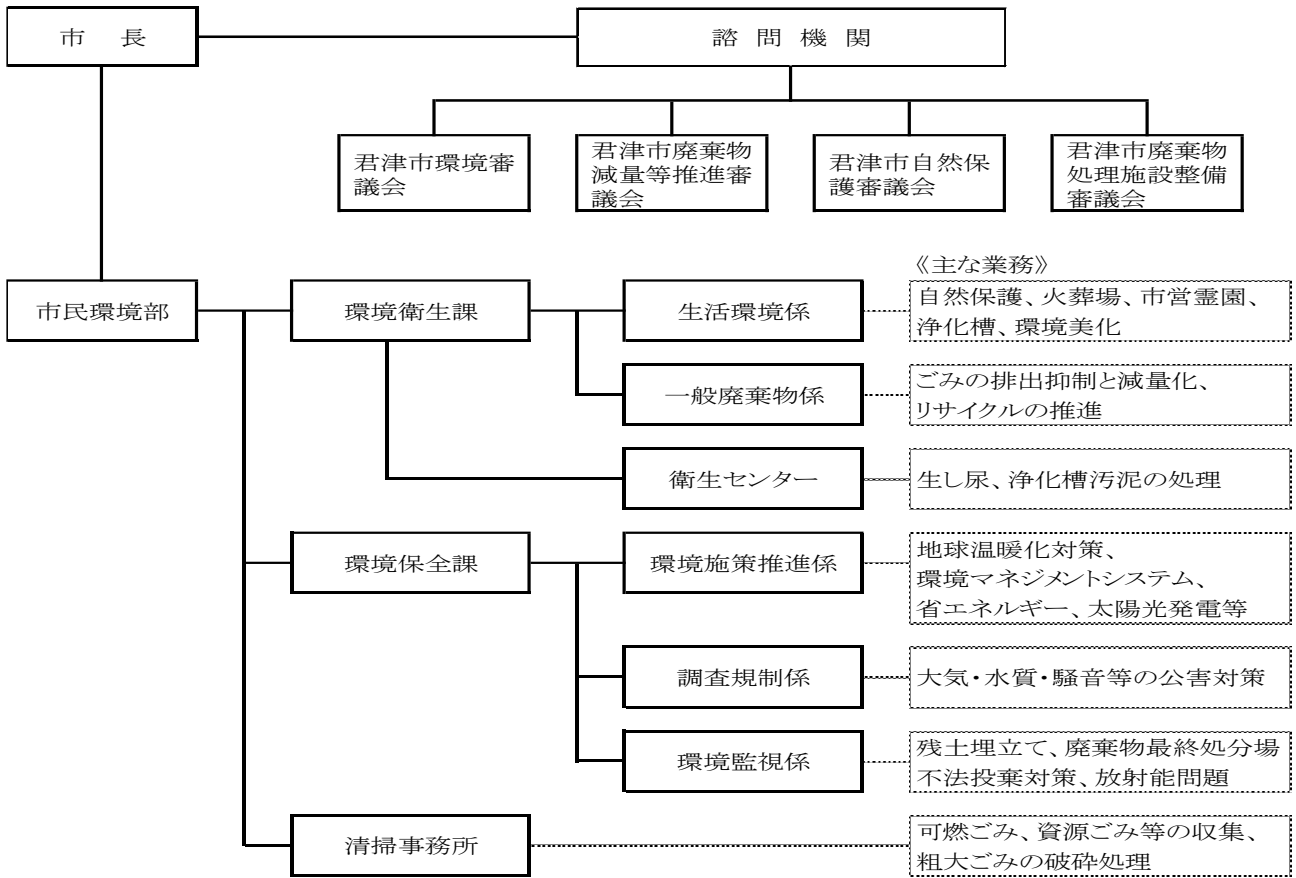 市　長
諮 問 機 関
君津市環境審
議会
君津市廃棄物
減量等推進審
議会
君津市自然保
護審議会
君津市廃棄物
処理施設整備
審議会
《主な業務》
市民環境部
環境衛生課
生活環境係
自然保護、火葬場、市営霊園、
浄化槽、環境美化
一般廃棄物係
ごみの排出抑制と減量化、
リサイクルの推進
衛生センター
生し尿、浄化槽汚泥の処理
環境保全課
環境施策推進係
地球温暖化対策、
環境マネジメントシステム、
省エネルギー、太陽光発電等
調査規制係
大気・水質・騒音等の公害対策
環境監視係
残土埋立て、廃棄物最終処分場
不法投棄対策、放射能問題
清掃事務所
可燃ごみ、資源ごみ等の収集、
粗大ごみの破砕処理